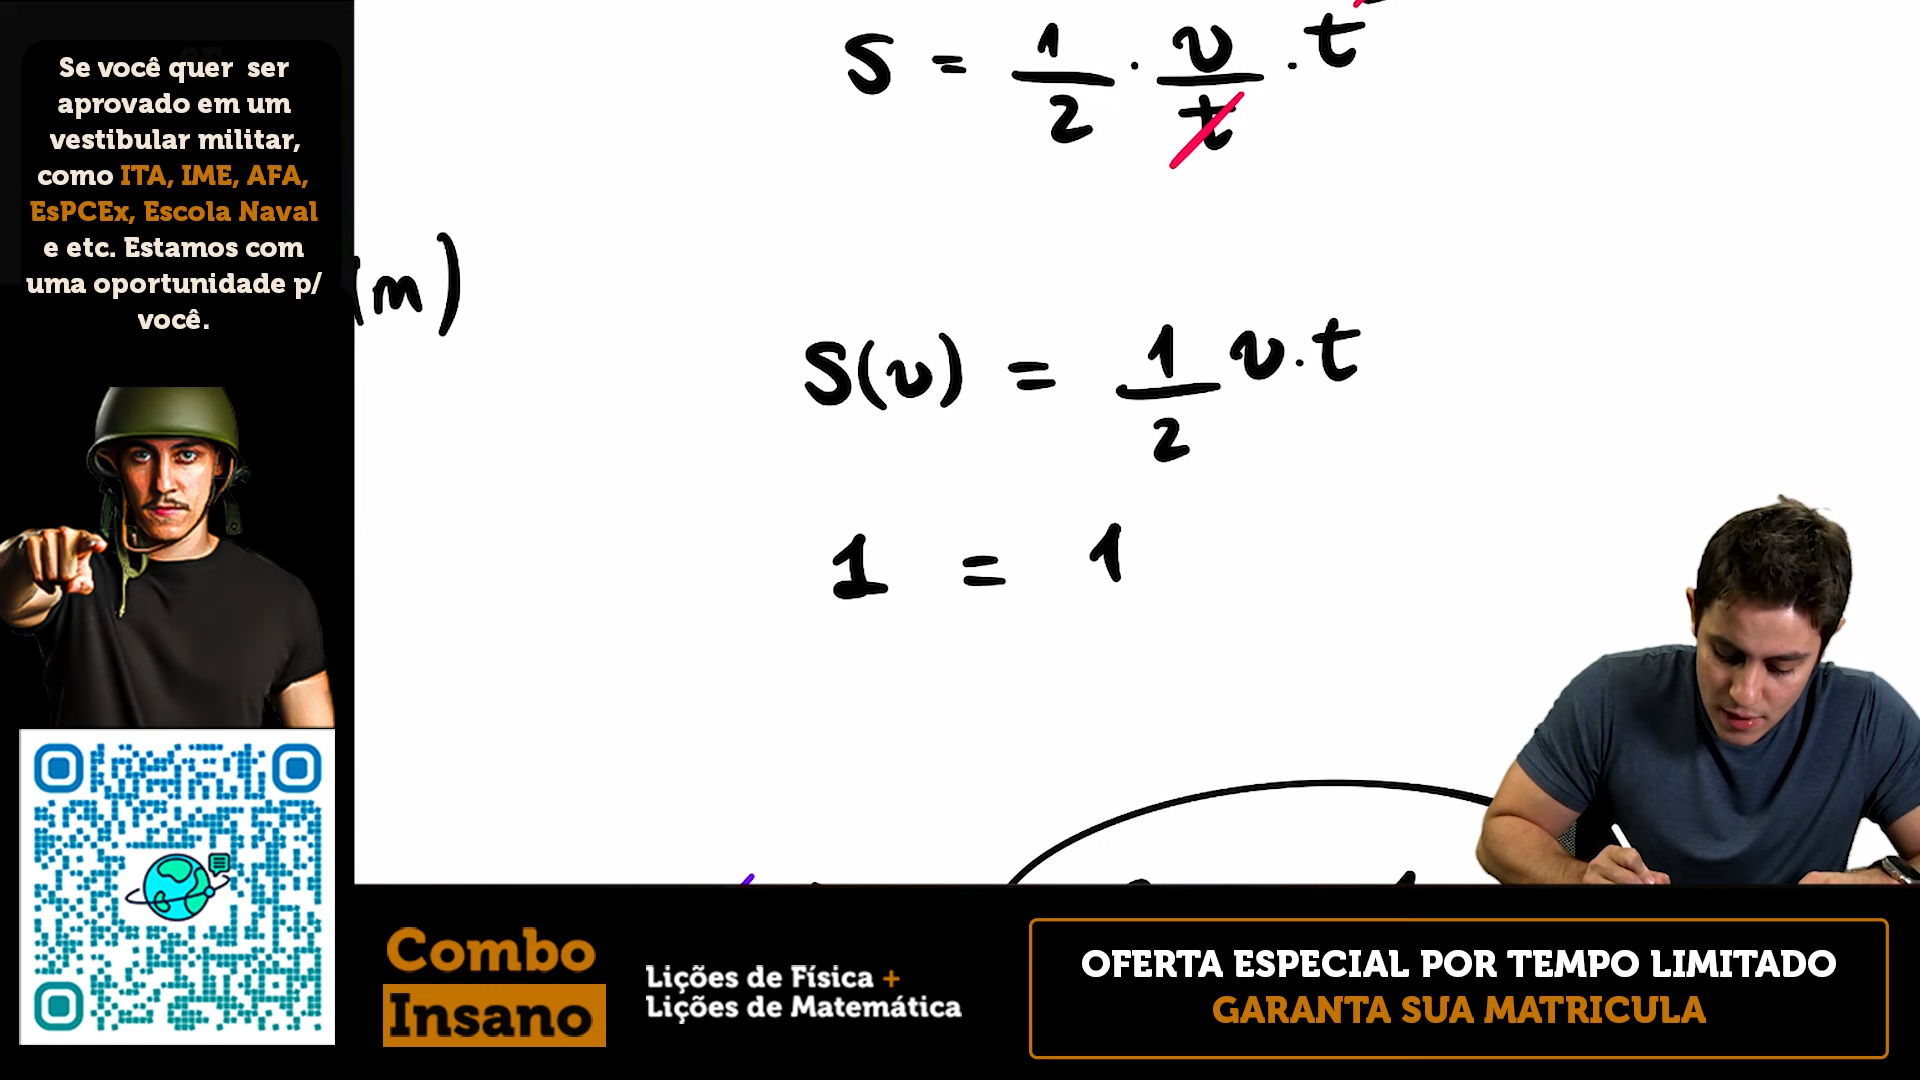 Se você quer ser
aprovado em um
vestibular militar,
como ITA, IME, AFA,
EsPCEx, Escola Naval
e etc. Estamos com
uma oportunidade p/
você.
S = 1/2 · v/t · t
(m)
S(v) = 1/2 v.t
1 = 1
Combo
Insano
Lições de Física +
Lições de Matemática
OFERTA ESPECIAL POR TEMPO LIMITADO
GARANTA SUA MATRICULA